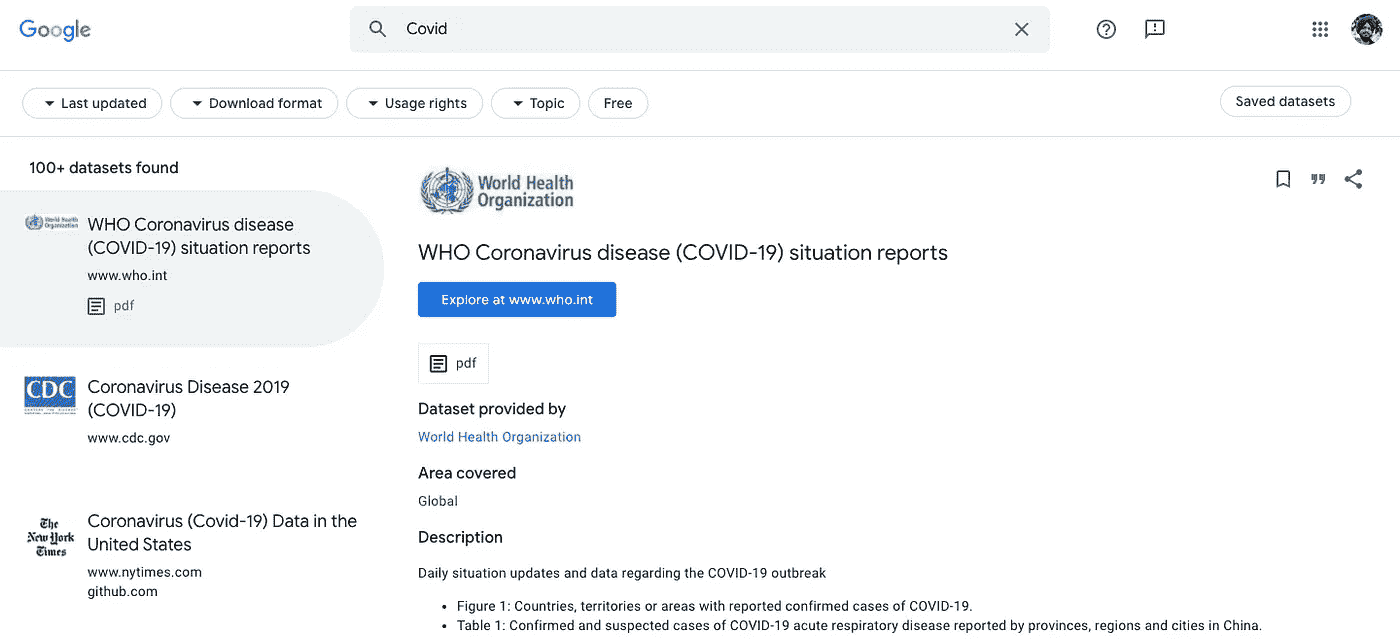 Google
Covid
Last updated
Download format
Usage rights
Topic
Free
Saved datasets
100+ datasets found
World Health
Organization
WHO Coronavirus disease
(COVID-19) situation reports
www.who.int
pdf
CDC
Coronavirus Disease 2019
(COVID-19)
www.cdc.gov
The
New York
Times
Coronavirus (Covid-19) Data in the
United States
www.nytimes.com
github.com
World Health
Organization
WHO Coronavirus disease (COVID-19) situation reports
Explore at www.who.int
pdf
Dataset provided by
World Health Organization
Area covered
Global
Description
Daily situation updates and data regarding the COVID-19 outbreak
• Figure 1: Countries, territories or areas with reported confirmed cases of COVID-19.
• Table 1: Confirmed and suspected cases of COVID-19 acute respiratory disease reported by provinces, regions and cities in China.